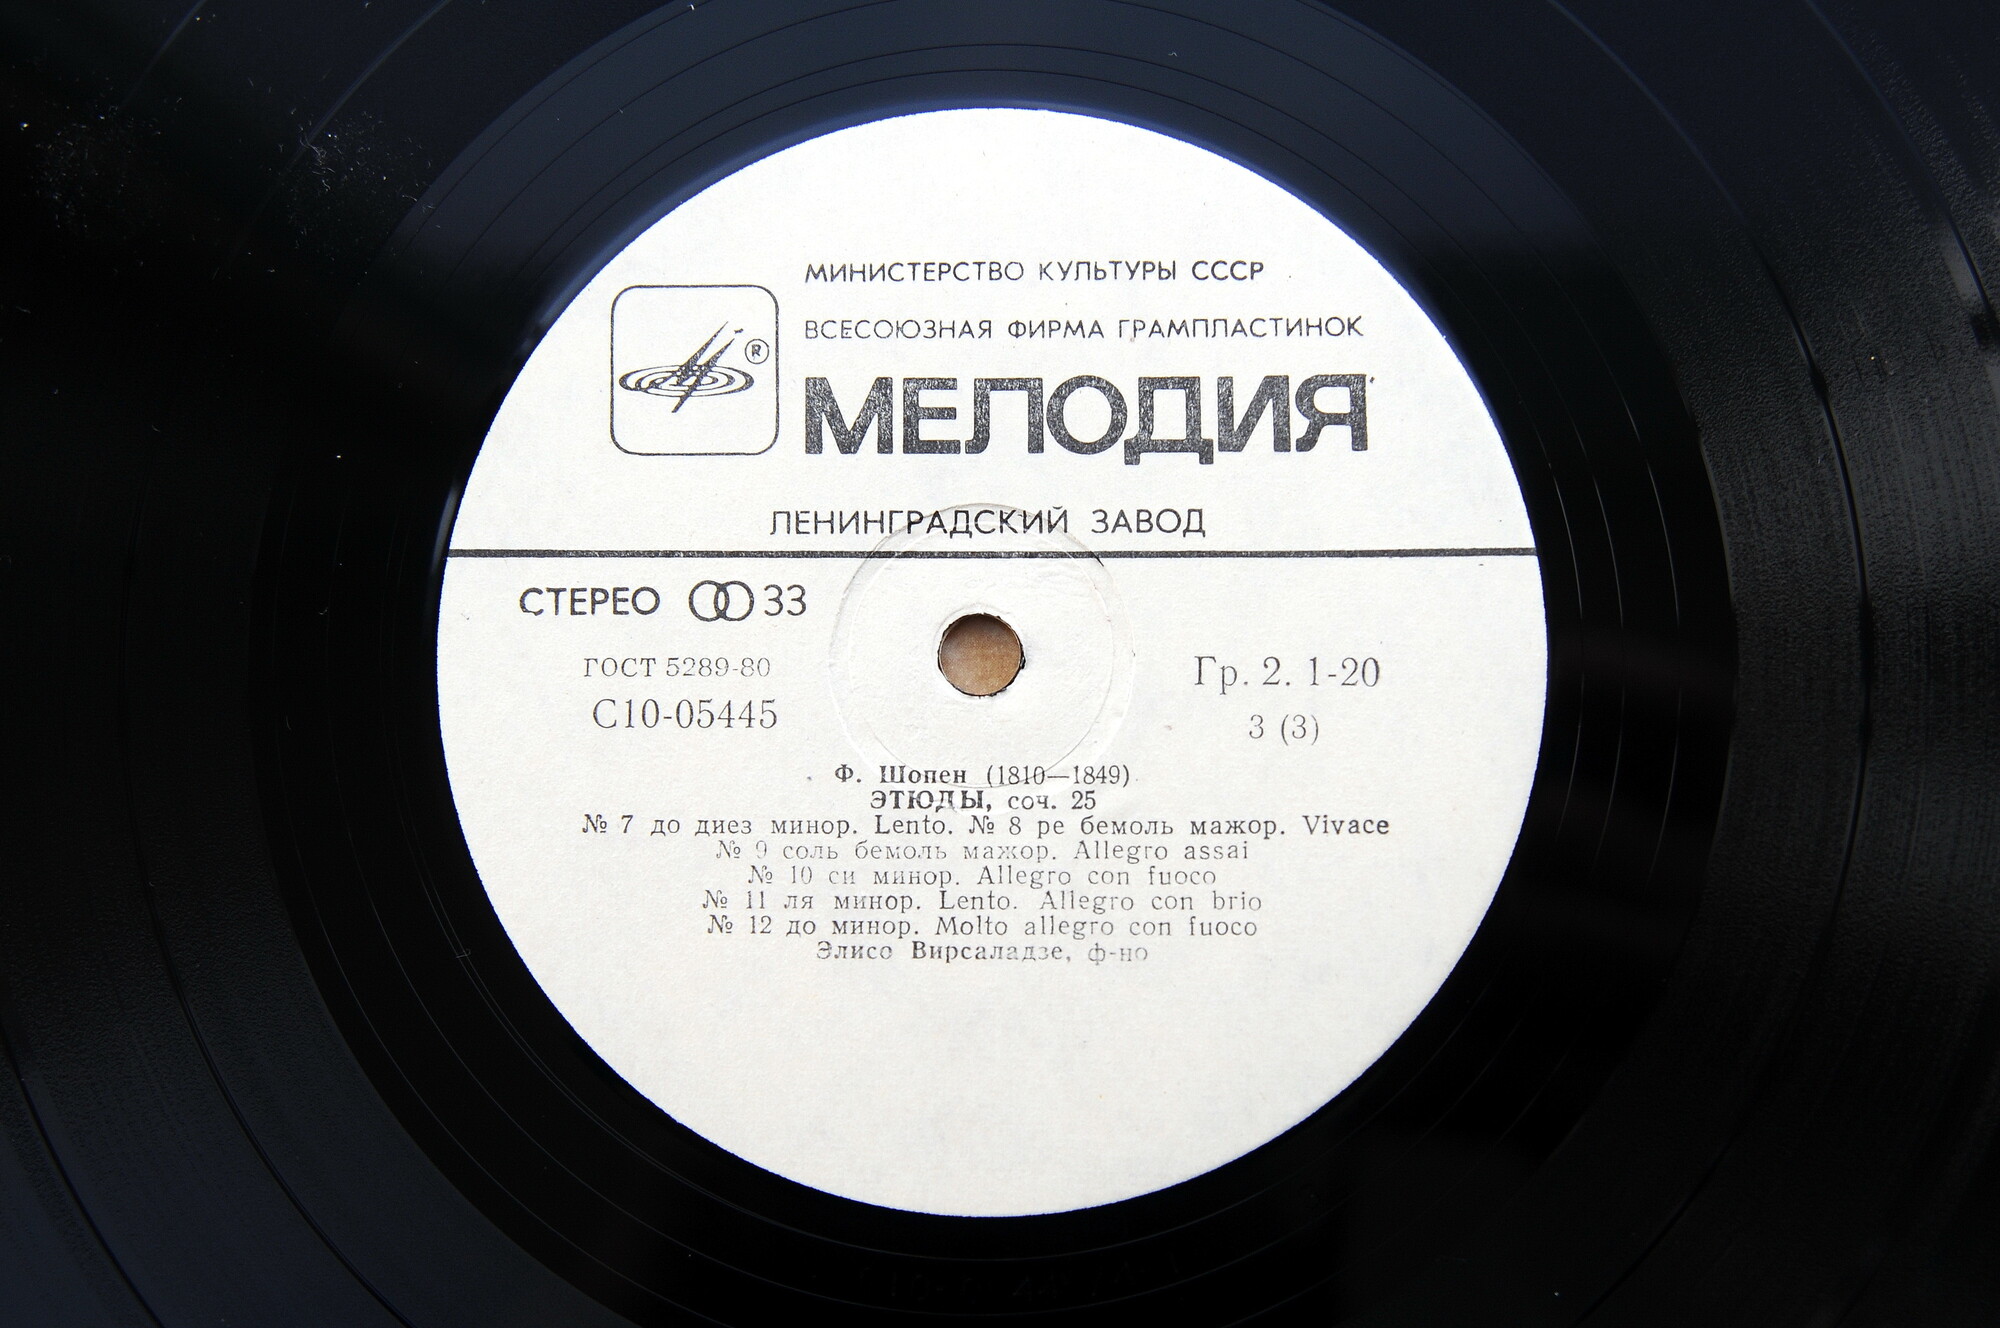 МИНИСТЕРСТВО КУЛЬТУРЫ СССР
ВСЕСОЮЗНАЯ ФИРМА ГРАМПЛАСТИНОК
®
МЕЛОДИЯ
ЛЕНИНГРАДСКИЙ ЗАВОД
СТЕРЕО 33
ГОСТ 5289-80
С10-05445
Гр. 2. 1-20
3 (3)
Ф. Шопен (1810—1849)
ЭТЮДЫ, соч. 25
№ 7 до диез минор. Lento. № 8 ре бемоль мажор. Vivace
№ 9 соль бемоль мажор. Allegro assai
№ 10 си минор. Allegro con fuoco
№ 11 ля минор. Lento. Allegro con brio
№ 12 до минор. Molto allegro con fuoco
Элисо Вирсаладзе, ф-но